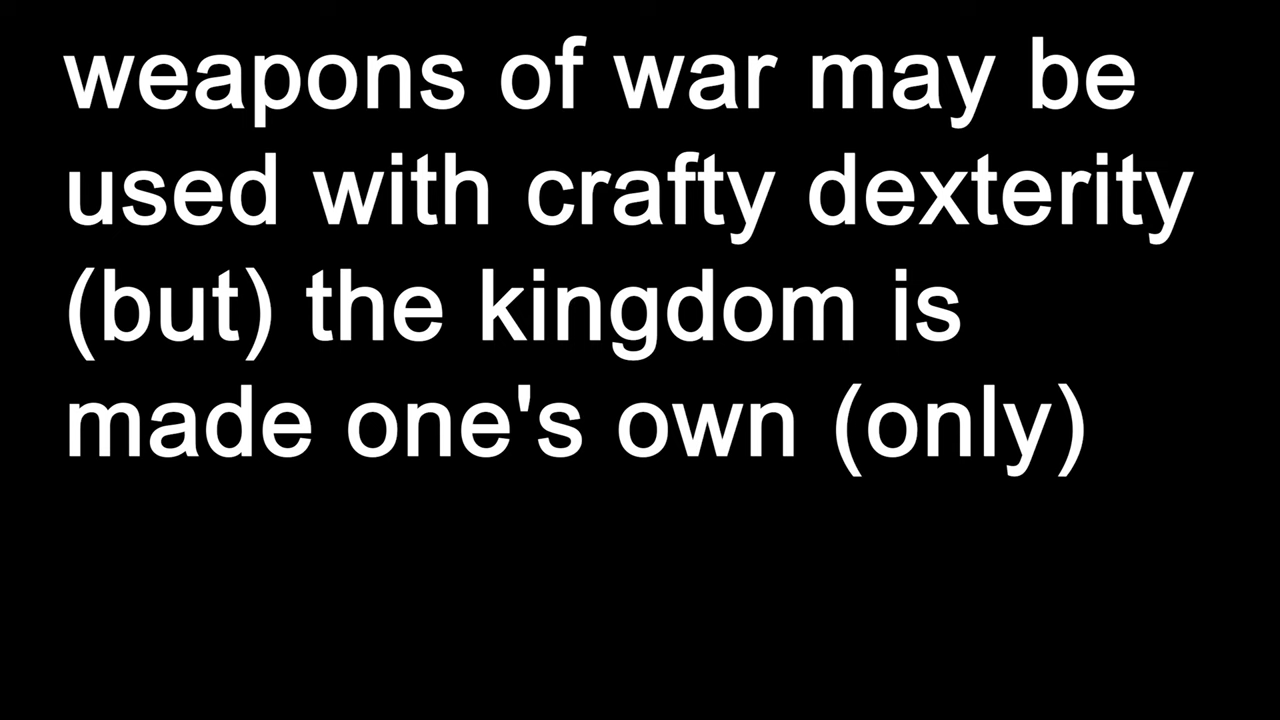 weapons of war may be
used with crafty dexterity
(but) the kingdom is
made one's own (only)